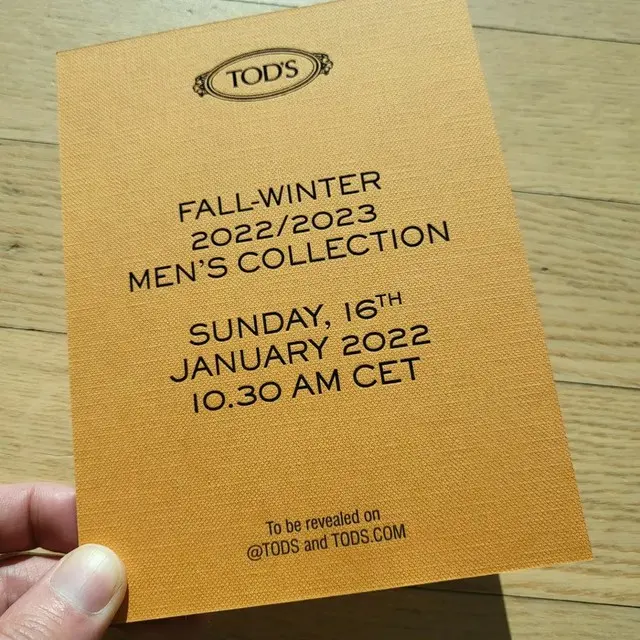 TOD'S
FALL-WINTER
2022/2023
MEN'S COLLECTION
SUNDAY, 16TH
JANUARY 2022
10.30 AM CET
To be revealed on
@TODS and TODS.COM